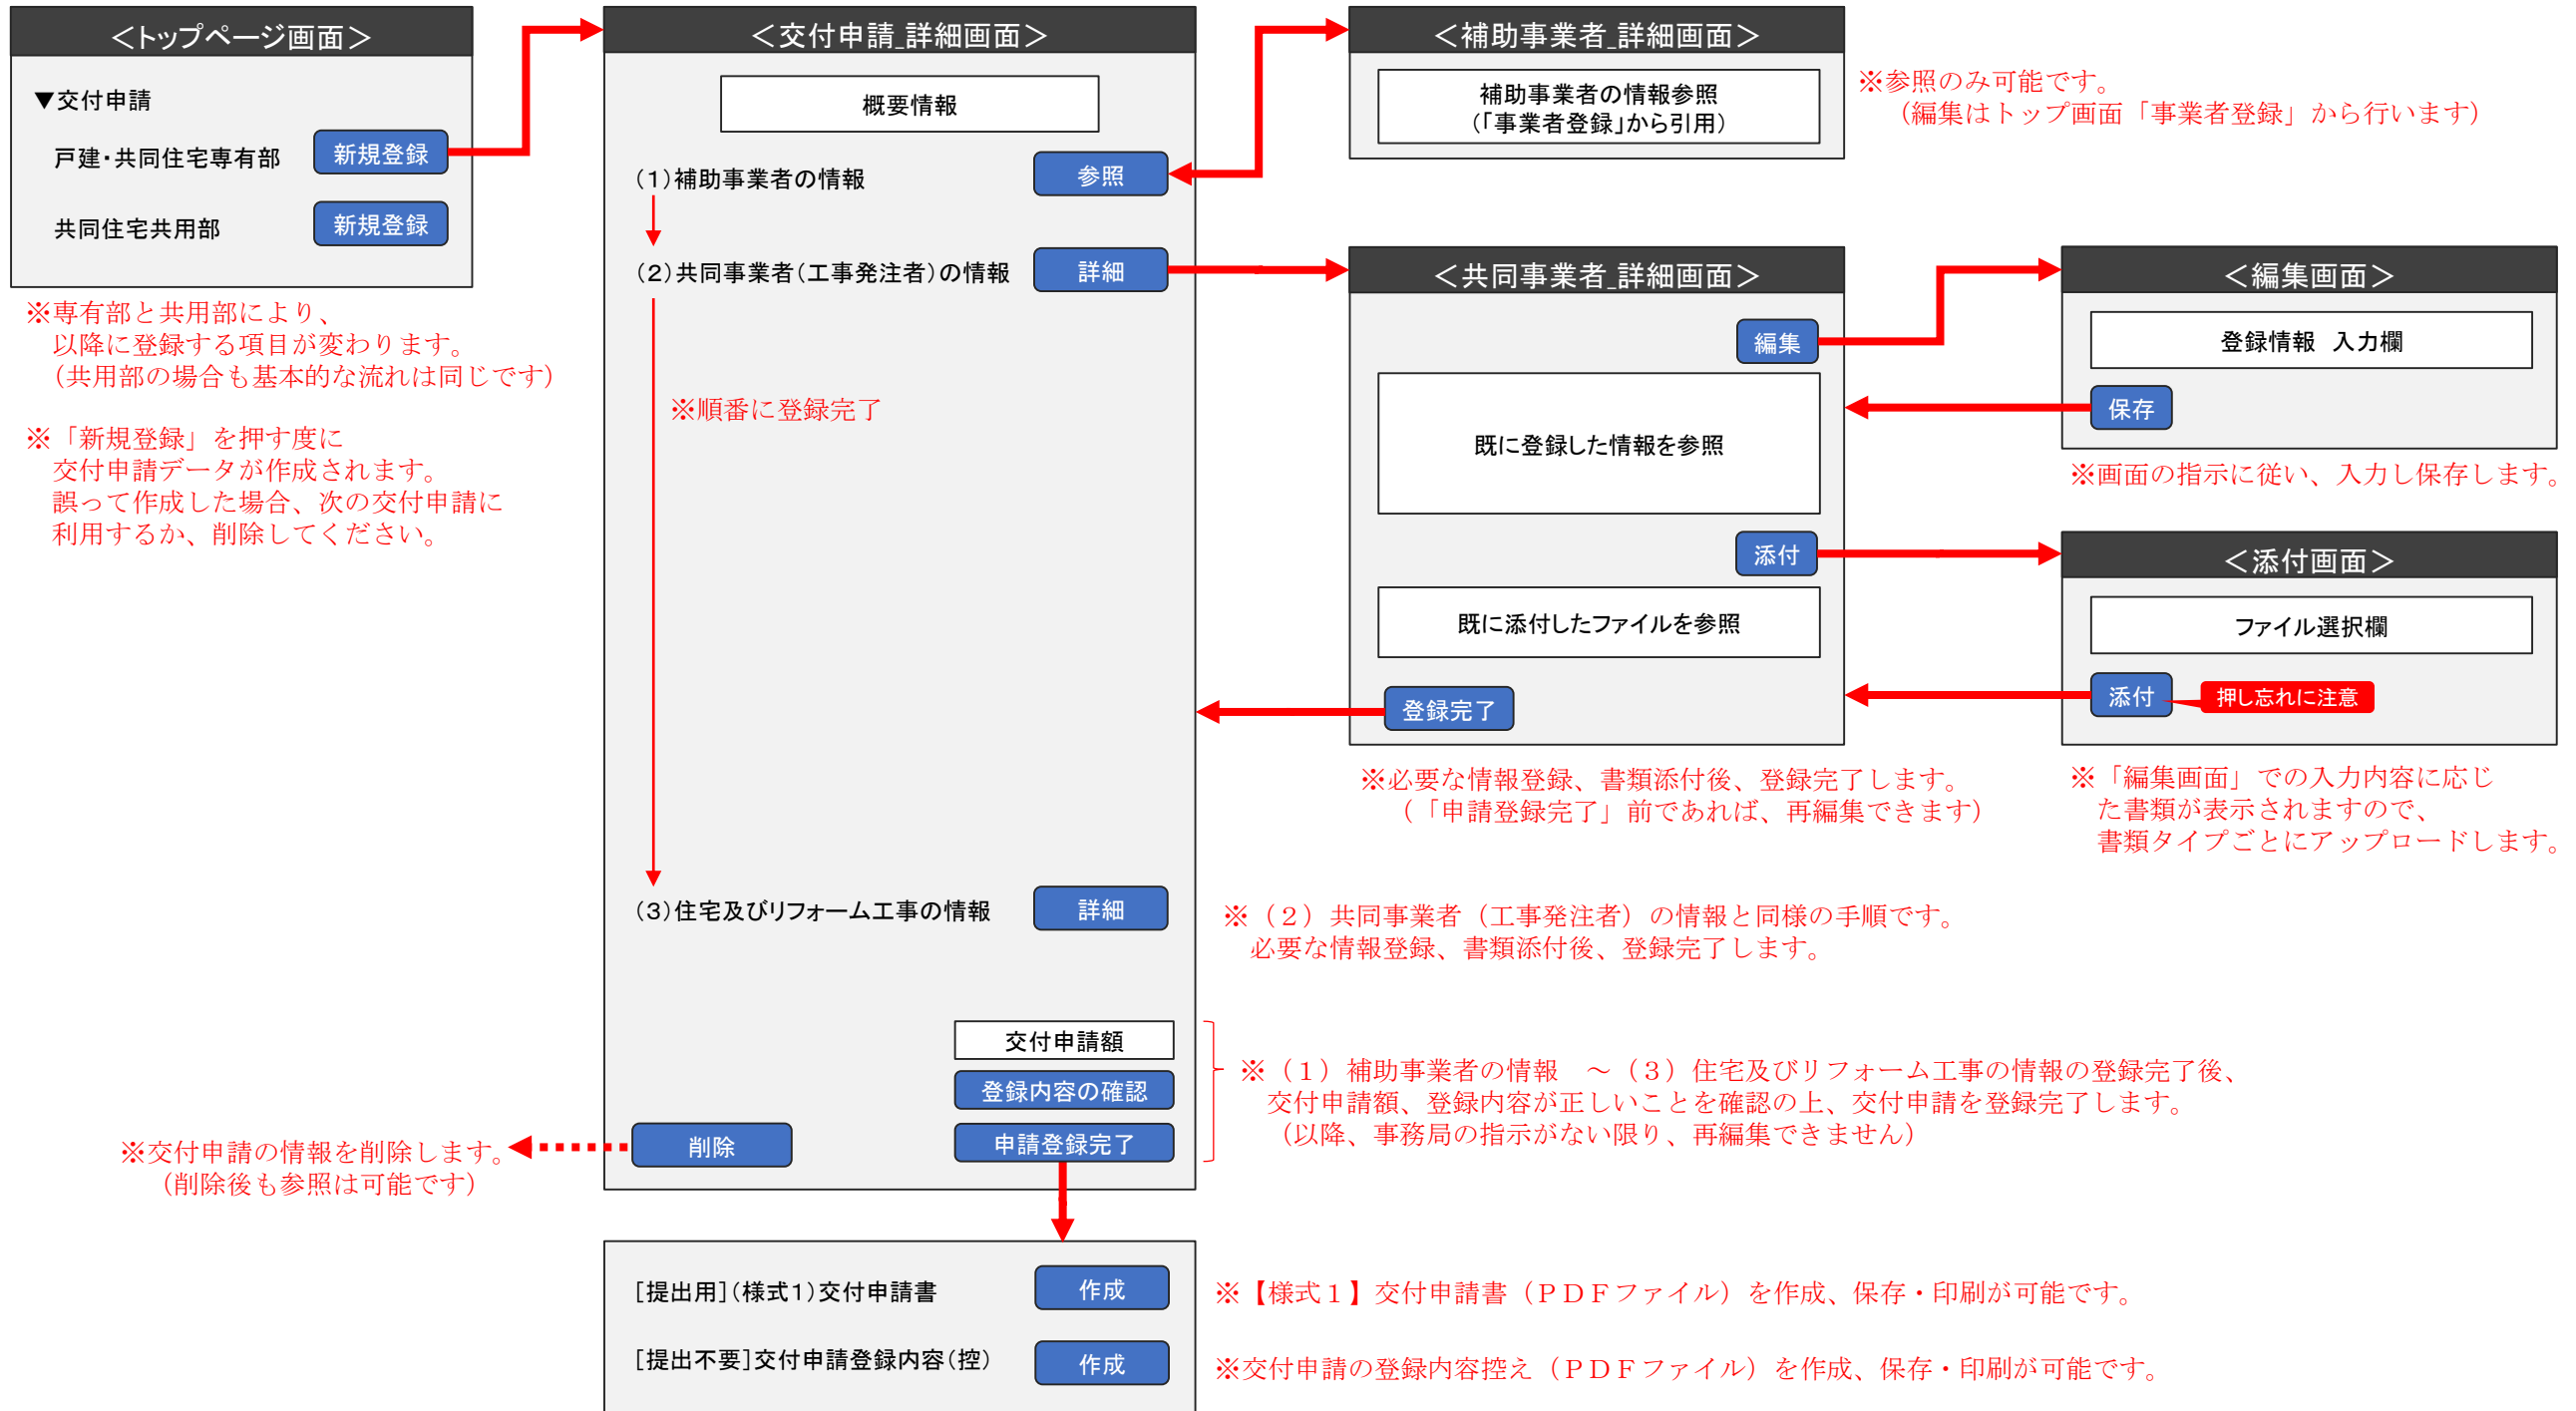 ＜トップページ画面＞
▼交付申請
戸建・共同住宅専有部
新規登録
共同住宅共用部
新規登録
※専有部と共用部により、
以降に登録する項目が変わります。
（共用部の場合も基本的な流れは同じです）
※「新規登録」を押す度に
交付申請データが作成されます。
誤って作成した場合、次の交付申請に
利用するか、削除してください。
＜交付申請_詳細画面＞
概要情報
（１）補助事業者の情報
参照
（２）共同事業者（工事発注者）の情報
詳細
※順番に登録完了
（３）住宅及びリフォーム工事の情報
詳細
交付申請額
登録内容の確認
削除
申請登録完了
※交付申請の情報を削除します。
（削除後も参照は可能です）
＜補助事業者_詳細画面＞
補助事業者の情報参照
（「事業者登録」から引用）
※参照のみ可能です。
（編集はトップ画面「事業者登録」から行います）
＜共同事業者_詳細画面＞
編集
既に登録した情報を参照
添付
既に添付したファイルを参照
登録完了
※必要な情報登録、書類添付後、登録完了します。
（「申請登録完了」前であれば、再編集できます）
＜編集画面＞
登録情報　入力欄
保存
※画面の指示に従い、入力し保存します。
＜添付画面＞
ファイル選択欄
添付
押し忘れに注意
※「編集画面」での入力内容に応じ
た書類が表示されますので、
書類タイプごとにアップロードします。
※（２）共同事業者（工事発注者）の情報と同様の手順です。
必要な情報登録、書類添付後、登録完了します。
※（１）補助事業者の情報　～（３）住宅及びリフォーム工事の情報の登録完了後、
交付申請額、登録内容が正しいことを確認の上、交付申請を登録完了します。
（以降、事務局の指示がない限り、再編集できません）
［提出用］（様式１）交付申請書
作成
※【様式１】交付申請書（ＰＤＦファイル）を作成、保存・印刷が可能です。
［提出不要］交付申請登録内容（控）
作成
※交付申請の登録内容控え（ＰＤＦファイル）を作成、保存・印刷が可能です。